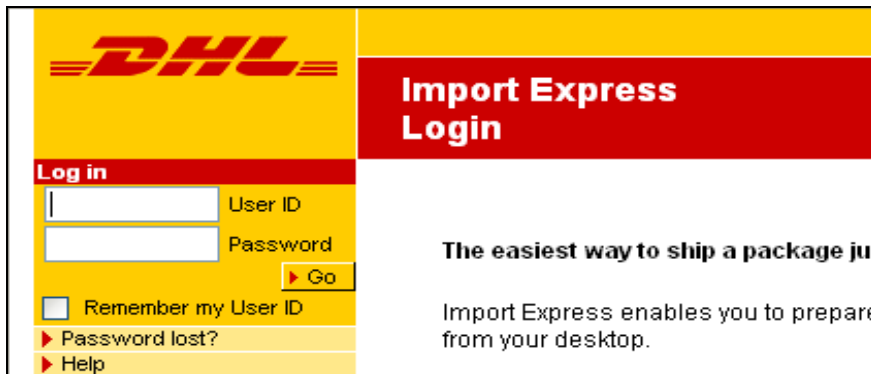 DHL
Import Express
Login
Log in
User ID
Password
Go
Remember my User ID
Password lost?
Help
The easiest way to ship a package ju
Import Express enables you to prepare
from your desktop.